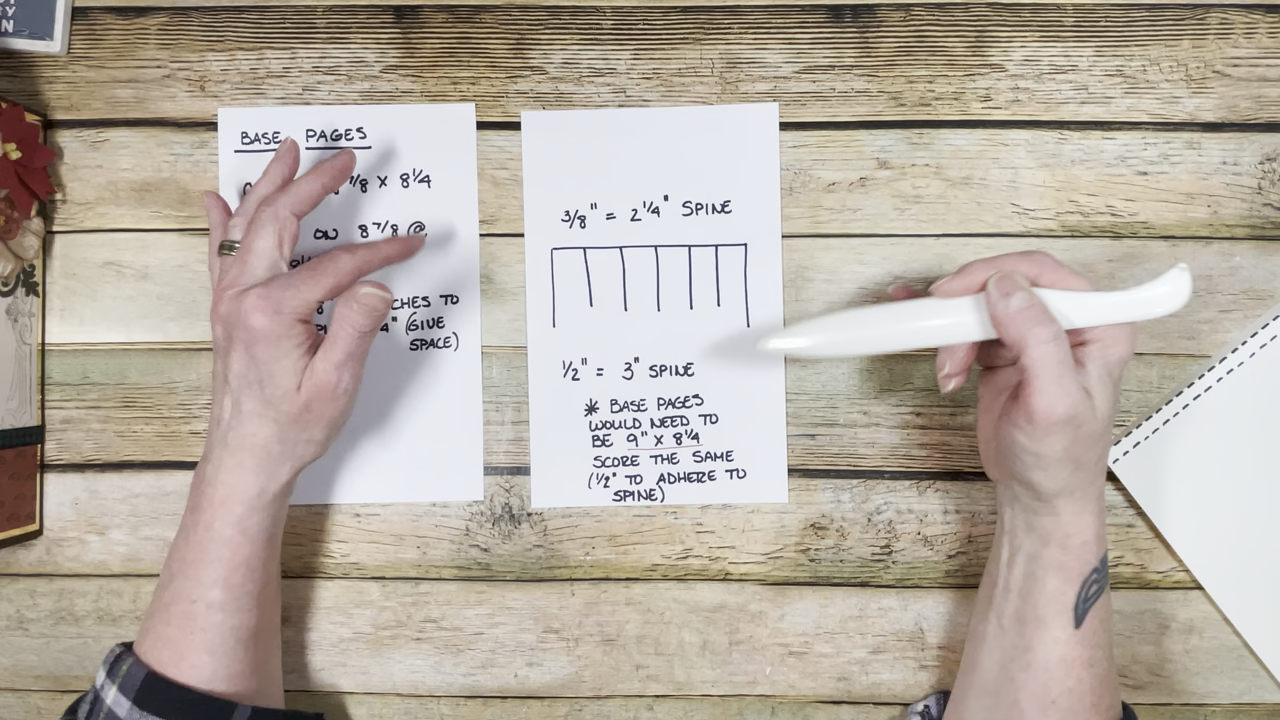 BASE PAGES
/8 X 8 1/4
ON 8 7/8 @
CHES TO
4" (GIVE
SPACE)
3/8" = 2 1/4" SPINE
1/2" = 3" SPINE
* BASE PAGES
WOULD NEED TO
BE 9" X 8 1/4
SCORE THE SAME
(1/2" TO ADHERE TO
SPINE)